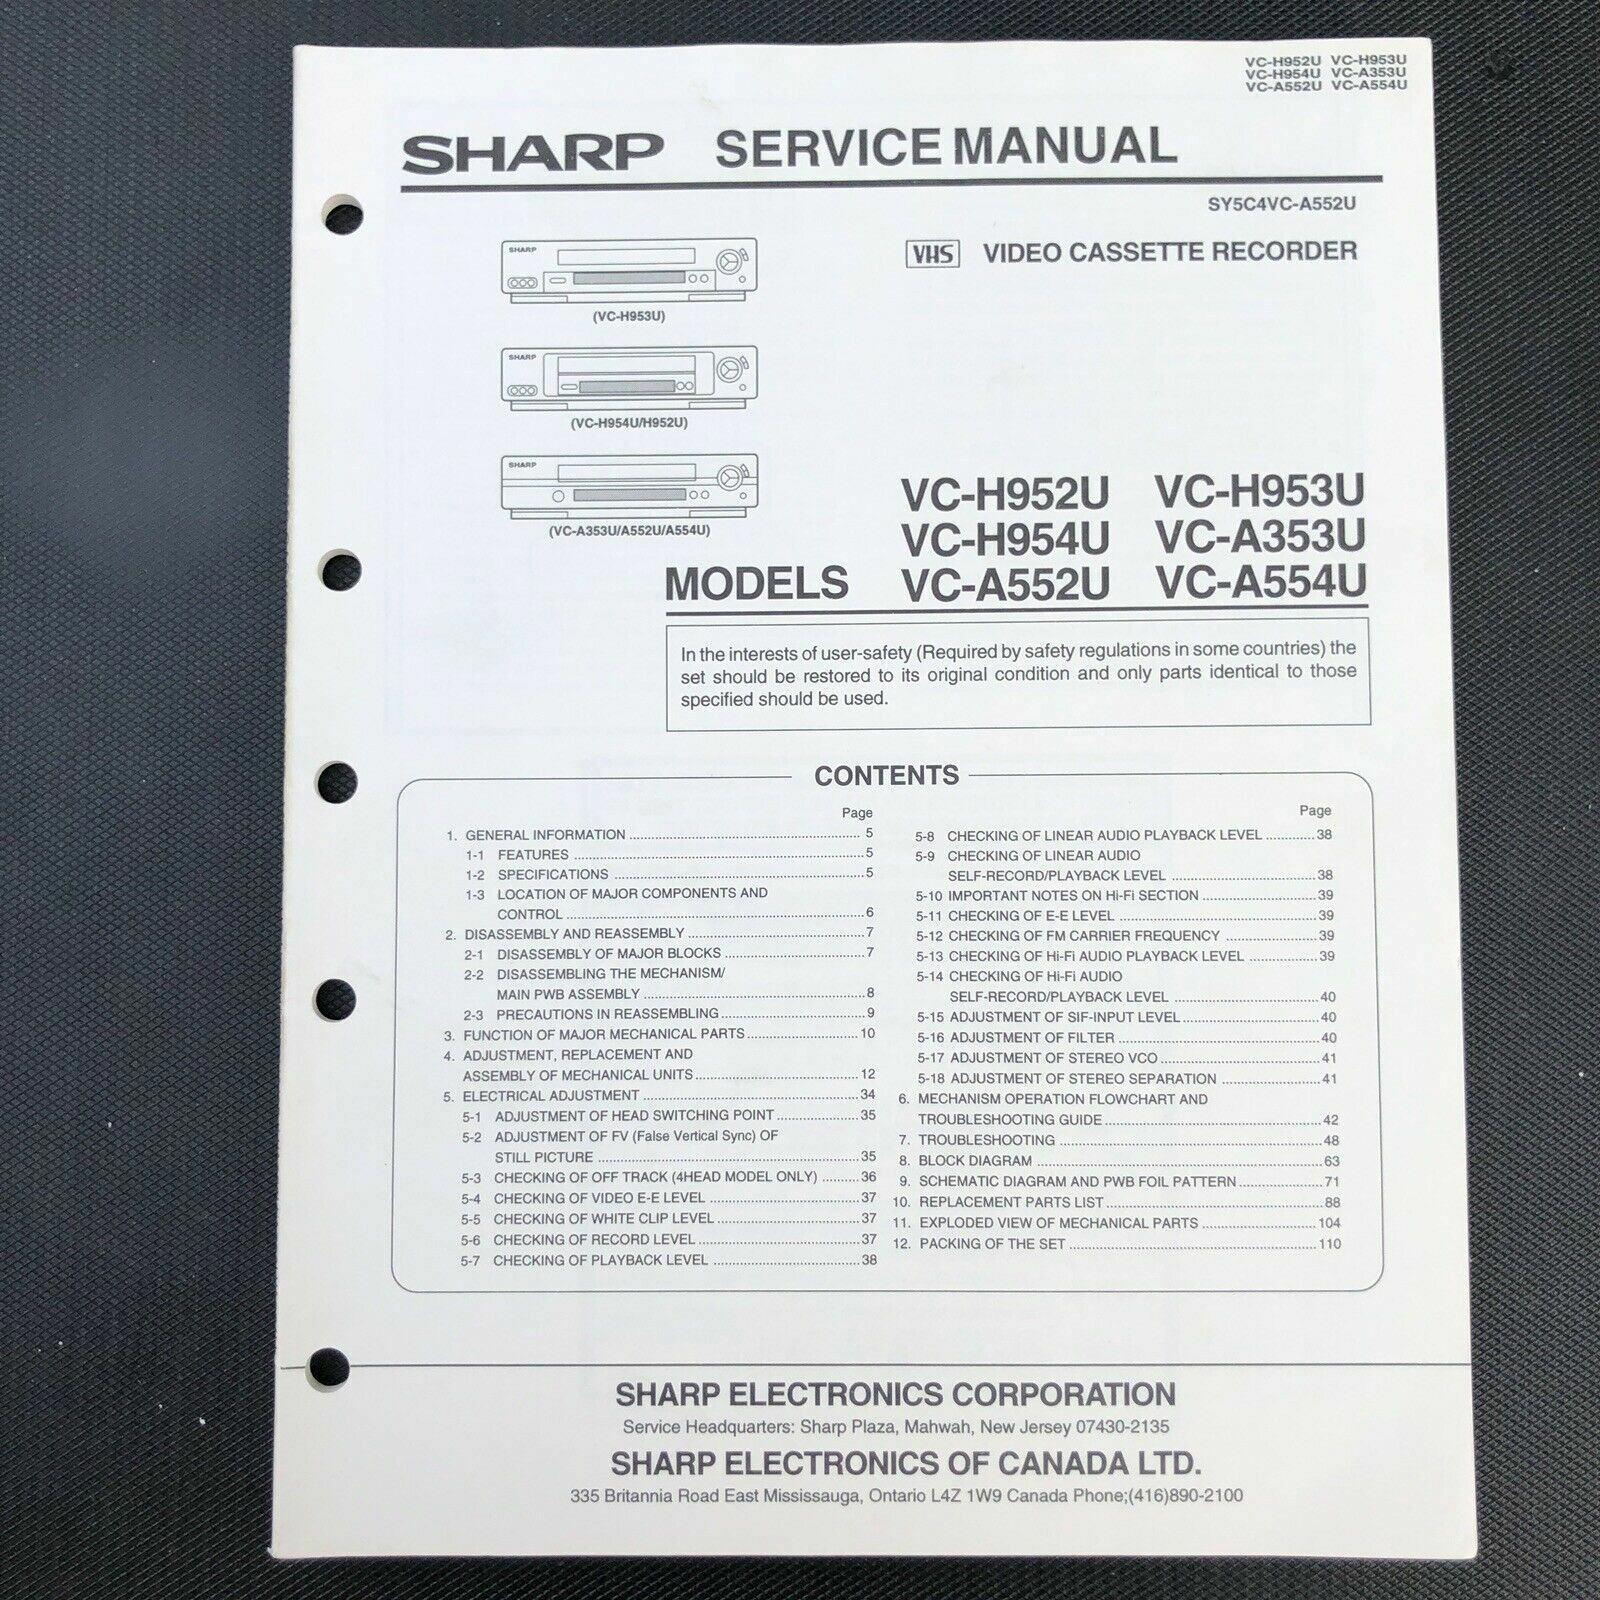 VC-H952U VC-H953U
VC-H954U VC-A353U
VC-A552U VC-A554U
SHARP SERVICE MANUAL
SY5C4VC-A552U
SHARP
(VC-H953U)
SHARP
(VC-H954U/H952U)
SHARP
(VC-A353U/A552U/A554U)
VHS VIDEO CASSETTE RECORDER
VC-H952U VC-H953U
VC-H954U VC-A353U
MODELS VC-A552U VC-A554U
In the interests of user-safety (Required by safety regulations in some countries) the
set should be restored to its original condition and only parts identical to those
specified should be used.
CONTENTS
Page
1. GENERAL INFORMATION ........ 5
1-1 FEATURES ........ 5
1-2 SPECIFICATIONS ........ 5
1-3 LOCATION OF MAJOR COMPONENTS AND
CONTROL ........ 6
2. DISASSEMBLY AND REASSEMBLY ........ 7
2-1 DISASSEMBLY OF MAJOR BLOCKS ........ 7
2-2 DISASSEMBLING THE MECHANISM/
MAIN PWB ASSEMBLY ........ 8
2-3 PRECAUTIONS IN REASSEMBLING ........ 9
3. FUNCTION OF MAJOR MECHANICAL PARTS ........ 10
4. ADJUSTMENT, REPLACEMENT AND
ASSEMBLY OF MECHANICAL UNITS ........ 12
5. ELECTRICAL ADJUSTMENT ........ 34
5-1 ADJUSTMENT OF HEAD SWITCHING POINT ........ 35
5-2 ADJUSTMENT OF FV (False Vertical Sync) OF
STILL PICTURE ........ 35
5-3 CHECKING OF OFF TRACK (4HEAD MODEL ONLY) ........ 36
5-4 CHECKING OF VIDEO E-E LEVEL ........ 37
5-5 CHECKING OF WHITE CLIP LEVEL ........ 37
5-6 CHECKING OF RECORD LEVEL ........ 37
5-7 CHECKING OF PLAYBACK LEVEL ........ 38
Page
5-8 CHECKING OF LINEAR AUDIO PLAYBACK LEVEL ........ 38
5-9 CHECKING OF LINEAR AUDIO
SELF-RECORD/PLAYBACK LEVEL ........ 38
5-10 IMPORTANT NOTES ON Hi-Fi SECTION ........ 39
5-11 CHECKING OF E-E LEVEL ........ 39
5-12 CHECKING OF FM CARRIER FREQUENCY ........ 39
5-13 CHECKING OF Hi-Fi AUDIO PLAYBACK LEVEL ........ 39
5-14 CHECKING OF Hi-Fi AUDIO
SELF-RECORD/PLAYBACK LEVEL ........ 40
5-15 ADJUSTMENT OF SIF-INPUT LEVEL ........ 40
5-16 ADJUSTMENT OF FILTER ........ 40
5-17 ADJUSTMENT OF STEREO VCO ........ 41
5-18 ADJUSTMENT OF STEREO SEPARATION ........ 41
6. MECHANISM OPERATION FLOWCHART AND
TROUBLESHOOTING GUIDE ........ 42
7. TROUBLESHOOTING ........ 48
8. BLOCK DIAGRAM ........ 63
9. SCHEMATIC DIAGRAM AND PWB FOIL PATTERN ........ 71
10. REPLACEMENT PARTS LIST ........ 88
11. EXPLODED VIEW OF MECHANICAL PARTS ........ 104
12. PACKING OF THE SET ........ 110
SHARP ELECTRONICS CORPORATION
Service Headquarters: Sharp Plaza, Mahwah, New Jersey 07430-2135
SHARP ELECTRONICS OF CANADA LTD.
335 Britannia Road East Mississauga, Ontario L4Z 1W9 Canada Phone;(416)890-2100